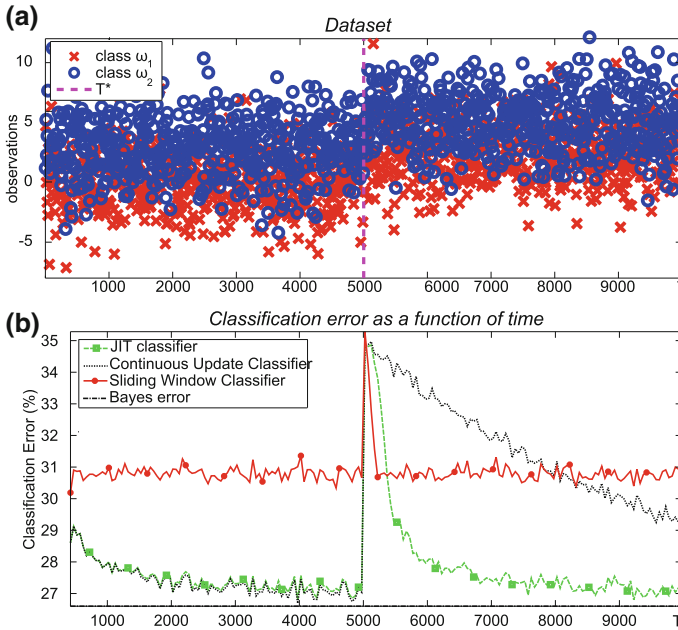 (a)
Dataset
class ω1
class ω2
T*
observations
10
5
0
-5
1000 2000 3000 4000 5000 6000 7000 8000 9000
(b)
Classification error as a function of time
JIT classifier
Continuous Update Classifier
Sliding Window Classifier
Bayes error
Classification Error (%)
35
34
33
32
31
30
29
28
27
1000 2000 3000 4000 5000 6000 7000 8000 9000 T